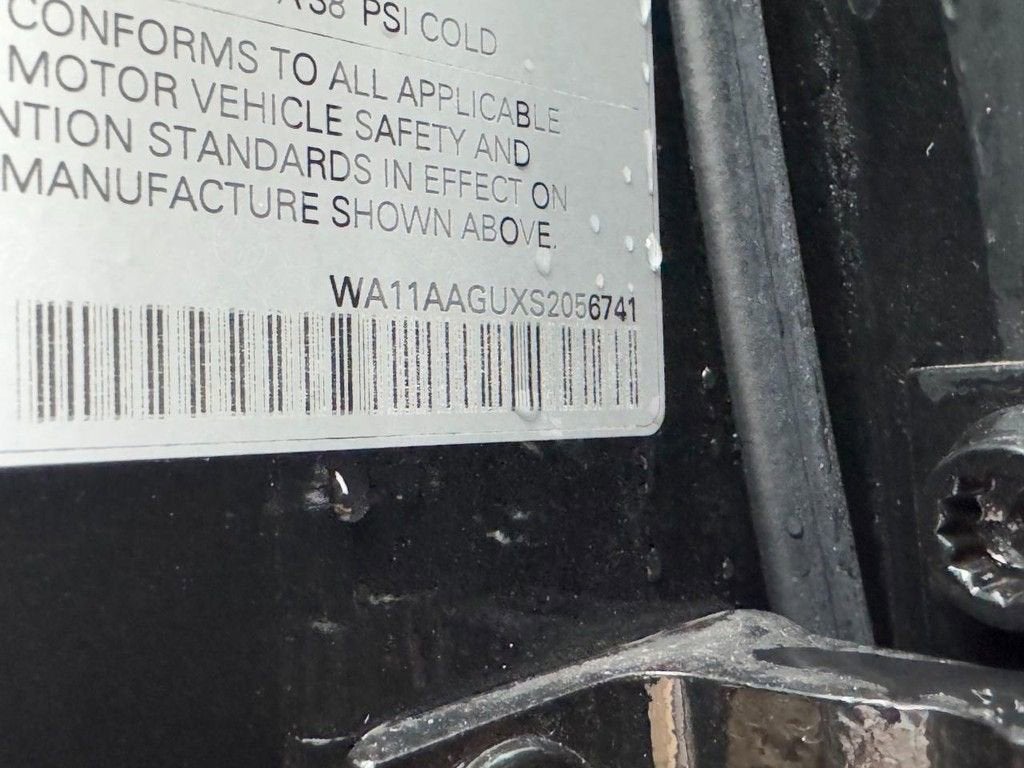 38 PSI COLD
CONFORMS TO ALL APPLICABLE
MOTOR VEHICLE SAFETY AND
NTION STANDARDS IN EFFECT ON
MANUFACTURE SHOWN ABOVE.
WA11AAGUXS2056741